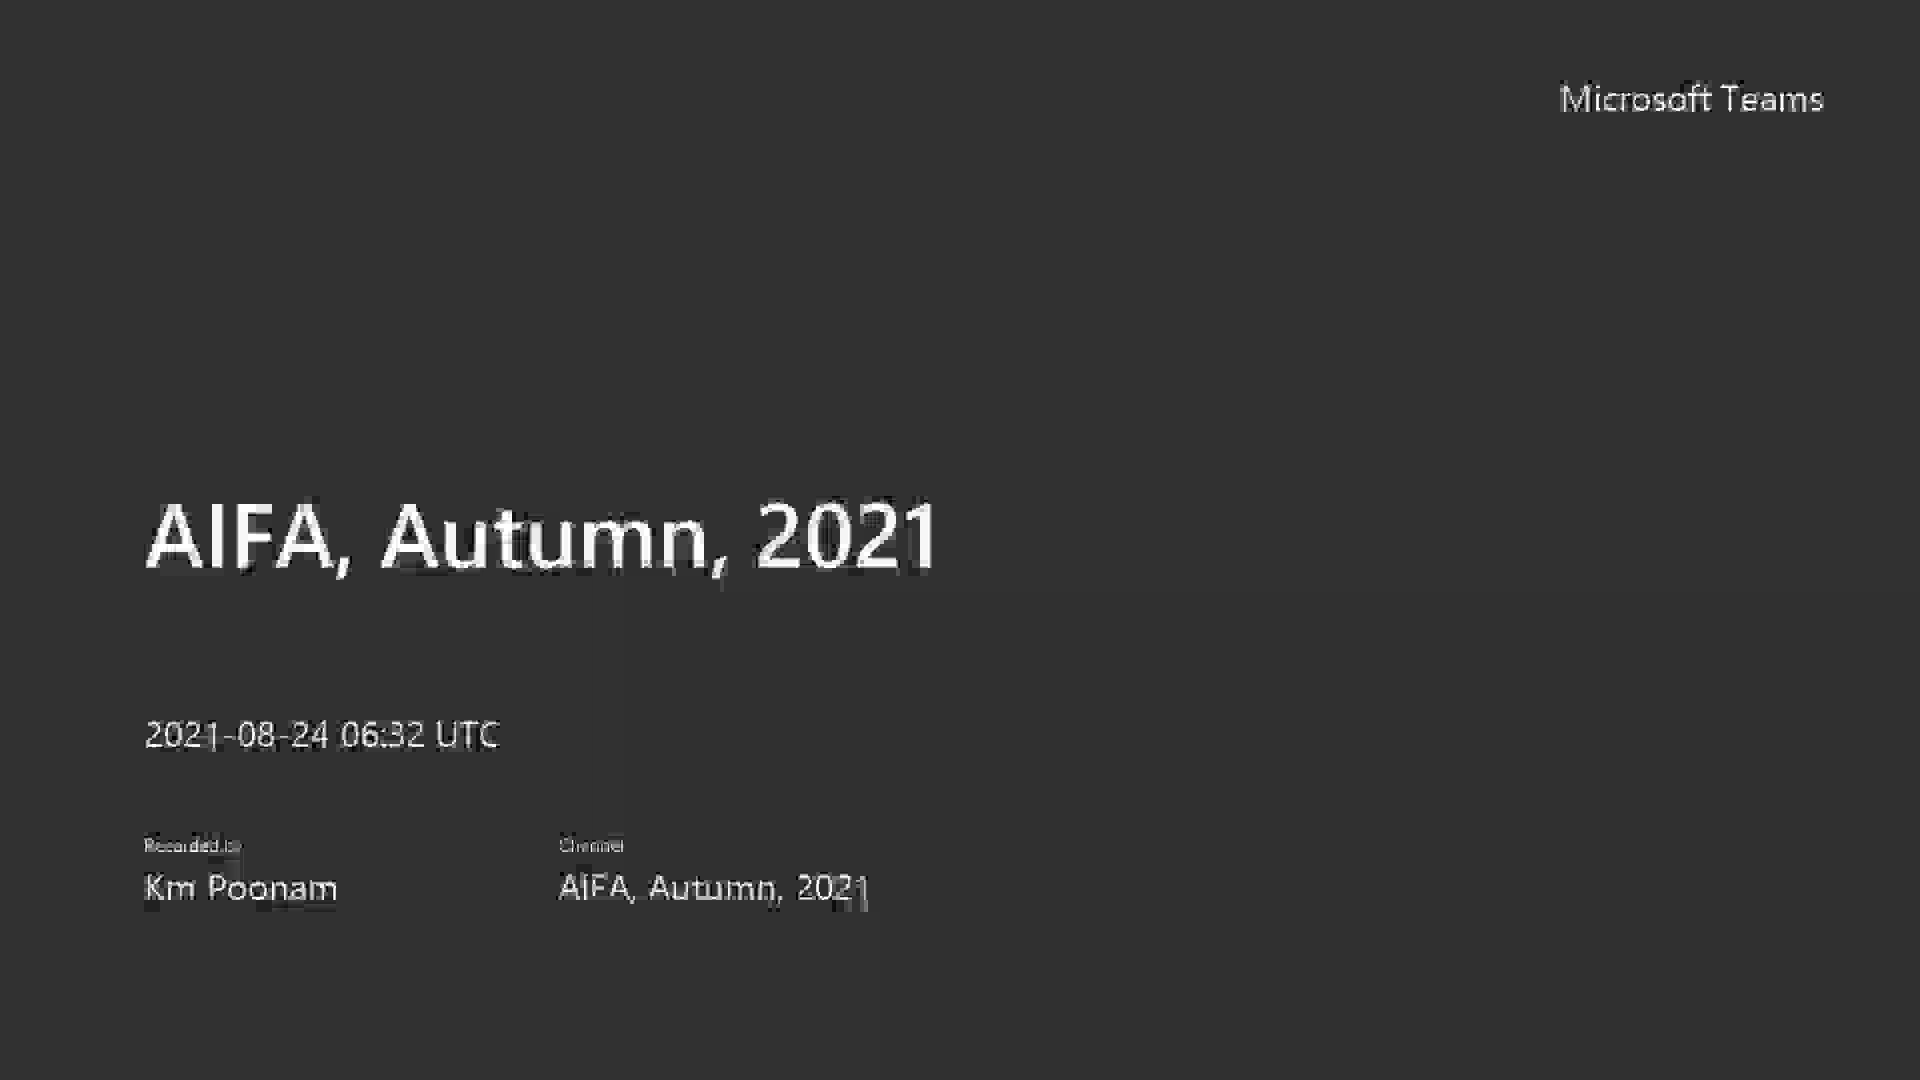 Microsoft Teams
AIFA, Autumn, 2021
2021-08-24 06:32 UTC
Recorded by
Channel
Km Poonam
AIFA, Autumn, 2021